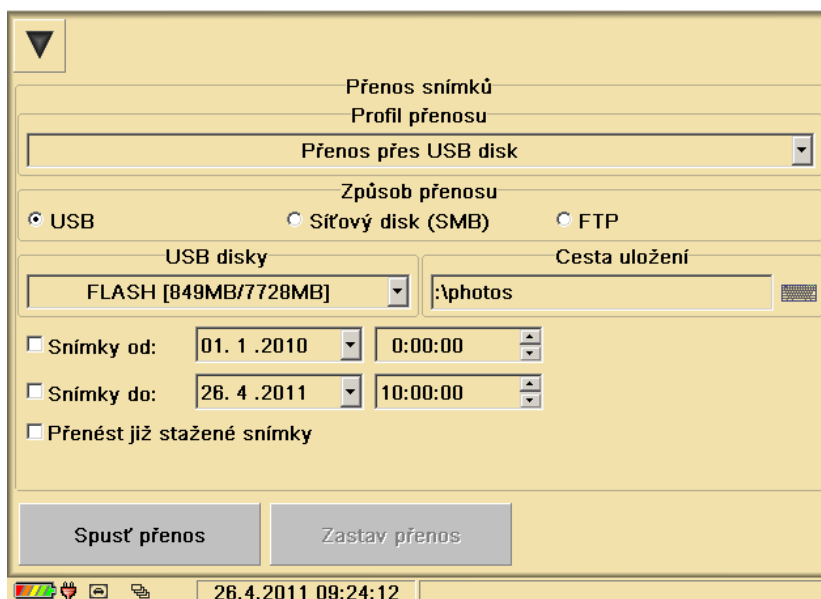 Přenos snímků
Profil přenosu
Přenos přes USB disk
Způsob přenosu
USB
Síťový disk (SMB)
FTP
USB disky
Cesta uložení
FLASH [849MB/7728MB]
:\photos
Snímky od:
01. 1 .2010
0:00:00
Snímky do:
26. 4 .2011
10:00:00
Přenést již stažené snímky
Spusť přenos
Zastav přenos
26.4.2011 09:24:12